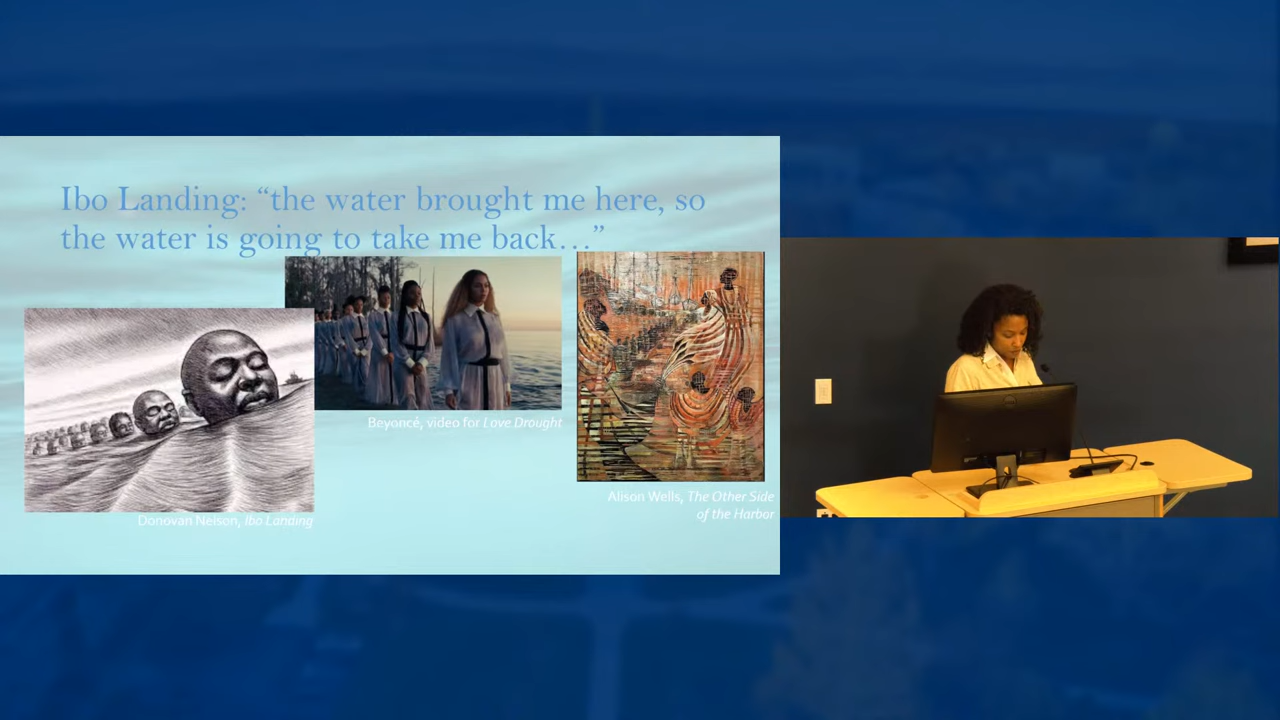 Ibo Landing: “the water brought me here, so
the water is going to take me back…”
Beyoncé, video for Love Drought
Alison Wells, The Other Side
of the Harbor
Donovan Nelson, Ibo Landing